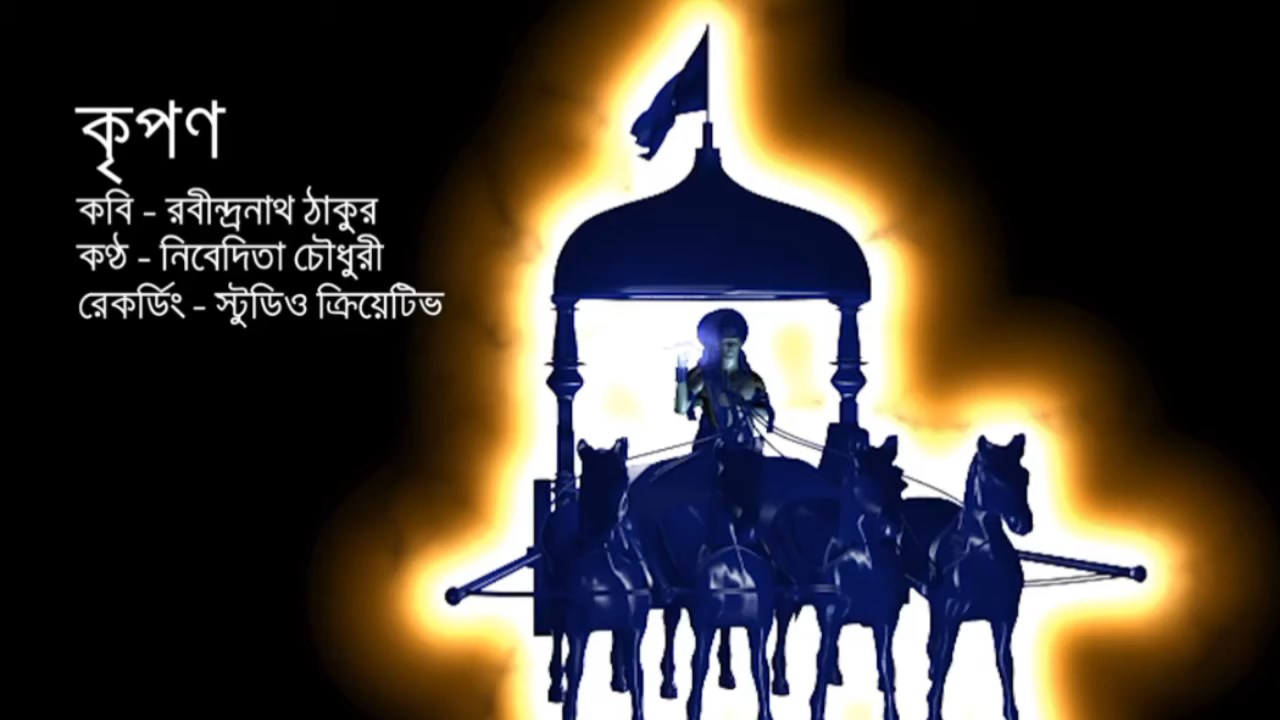 কৃপণ
কবি - রবীন্দ্রনাথ ঠাকুর
কণ্ঠ - নিবেদিতা চৌধুরী
রেকর্ডিং - স্টুডিও ক্রিয়েটিভ